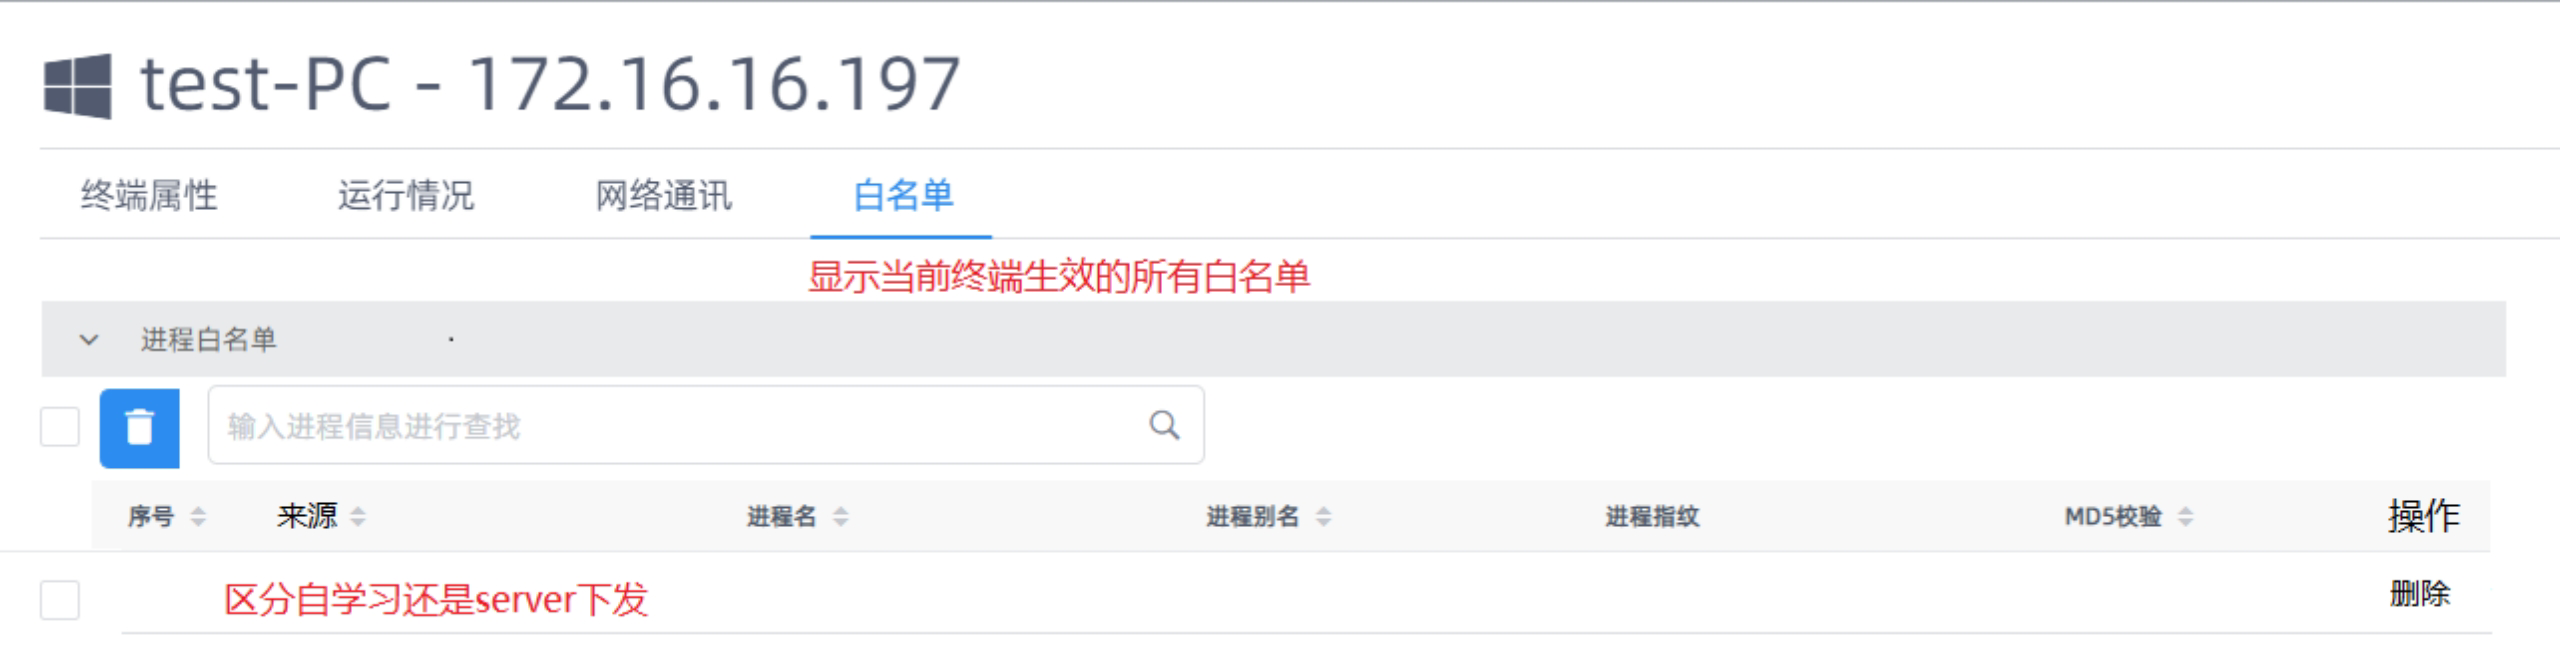 test-PC - 172.16.16.197
终端属性 运行情况 网络通讯 白名单
显示当前终端生效的所有白名单
进程白名单
输入进程信息进行查找
序号 来源 进程名 进程别名 进程指纹 MD5校验 操作
区分自学习还是server下发 删除